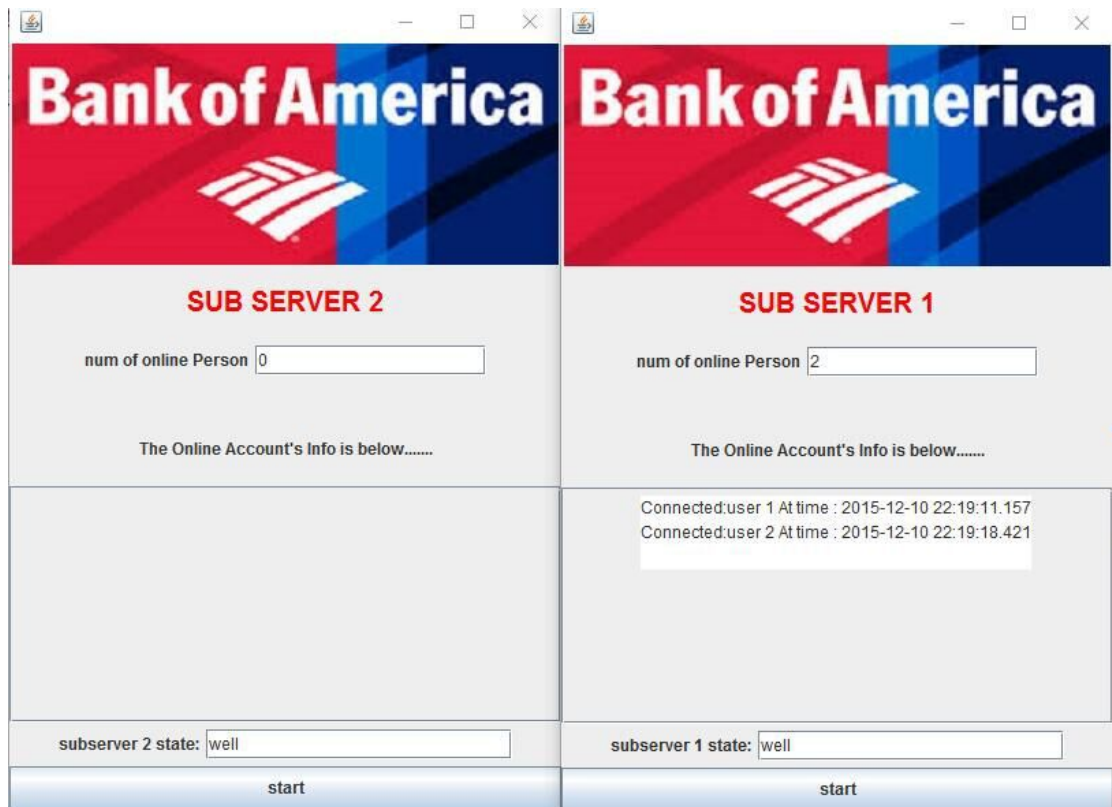 Bank of America
SUB SERVER 2
num of online Person 0
The Online Account's Info is below.......
subserver 2 state: well
start
Bank of America
SUB SERVER 1
num of online Person 2
The Online Account's Info is below.......
Connected:user 1 At time : 2015-12-10 22:19:11.157
Connected:user 2 At time : 2015-12-10 22:19:18.421
subserver 1 state: well
start